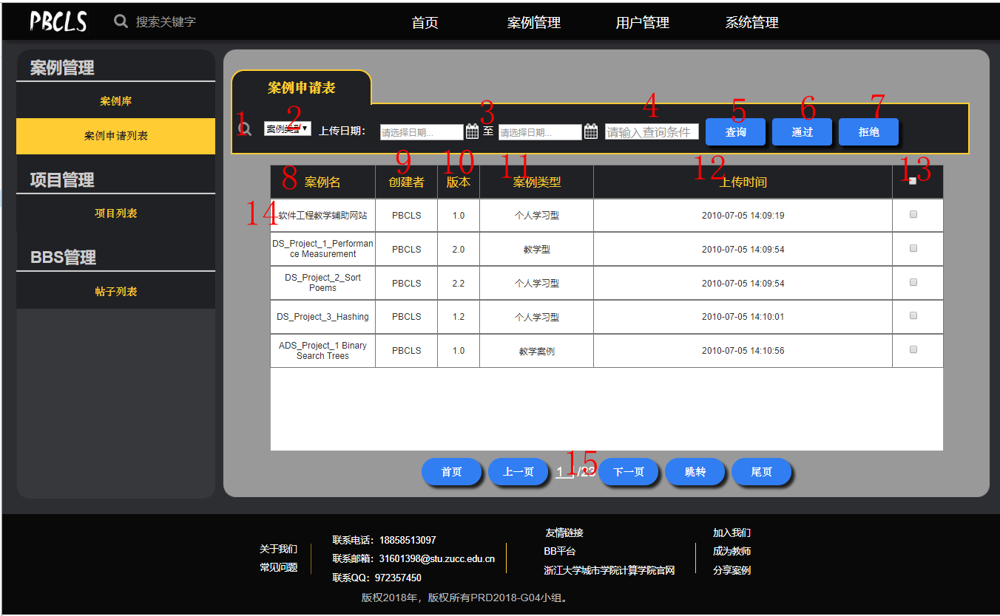 PBCLS 搜索关键字 首页 案例管理 用户管理 系统管理
案例管理
案例库
案例申请列表
项目管理
项目列表
BBS管理
帖子列表
案例申请表
1 2 3 4 5 6 7
案例类型 上传日期: 请选择日期... 至 请选择日期... 请输入查询条件 查询 通过 拒绝
8 9 10 11 12 13
案例名 创建者 版本 案例类型 上传时间
14
软件工程教学辅助网站 PBCLS 1.0 个人学习型 2010-07-05 14:09:19
DS_Project_1_Performan
ce Measurement PBCLS 2.0 教学型 2010-07-05 14:09:54
DS_Project_2_Sort
Poems PBCLS 2.2 个人学习型 2010-07-05 14:09:54
DS_Project_3_Hashing PBCLS 1.2 个人学习型 2010-07-05 14:10:01
ADS_Project_1 Binary
Search Trees PBCLS 1.0 教学案例 2010-07-05 14:10:56
15
首页 上一页 1 /23 下一页 跳转 尾页
关于我们
常见问题
联系电话：18858513097
联系邮箱：31601398@stu.zucc.edu.cn
联系QQ：972357450
友情链接
BB平台
浙江大学城市学院计算学院官网
加入我们
成为教师
分享案例
版权2018年，版权所有PRD2018-G04小组。